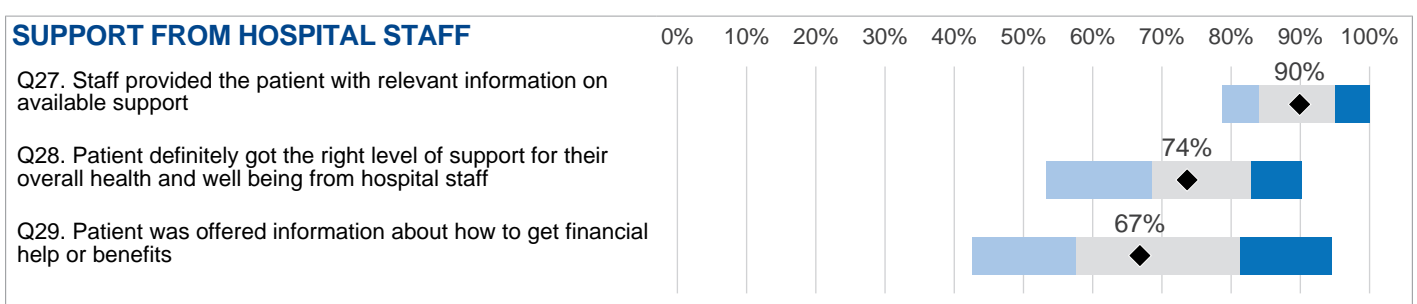 SUPPORT FROM HOSPITAL STAFF
0% 10% 20% 30% 40% 50% 60% 70% 80% 90% 100%
Q27. Staff provided the patient with relevant information on
available support
90%
Q28. Patient definitely got the right level of support for their
overall health and well being from hospital staff
74%
Q29. Patient was offered information about how to get financial
help or benefits
67%